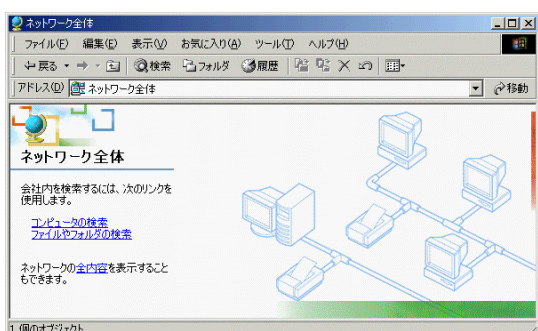 ネットワーク全体
ファイル(F) 編集(E) 表示(V) お気に入り(A) ツール(T) ヘルプ(H)
戻る 検索 フォルダ 履歴
アドレス(D) ネットワーク全体 移動
ネットワーク全体
会社内を検索するには、次のリンクを
使用します。
コンピュータの検索
ファイルやフォルダの検索
ネットワークの全内容を表示すること
もできます。
1 個のオブジェクト